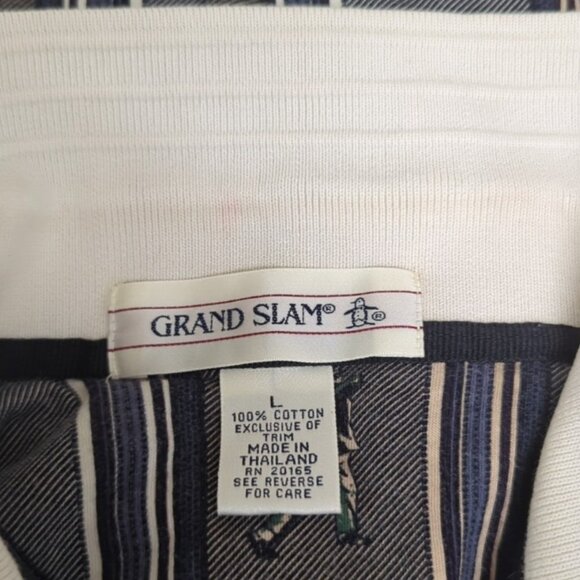 GRAND SLAM® ®
L
100% COTTON
EXCLUSIVE OF
TRIM
MADE IN
THAILAND
RN 20165
SEE REVERSE
FOR CARE